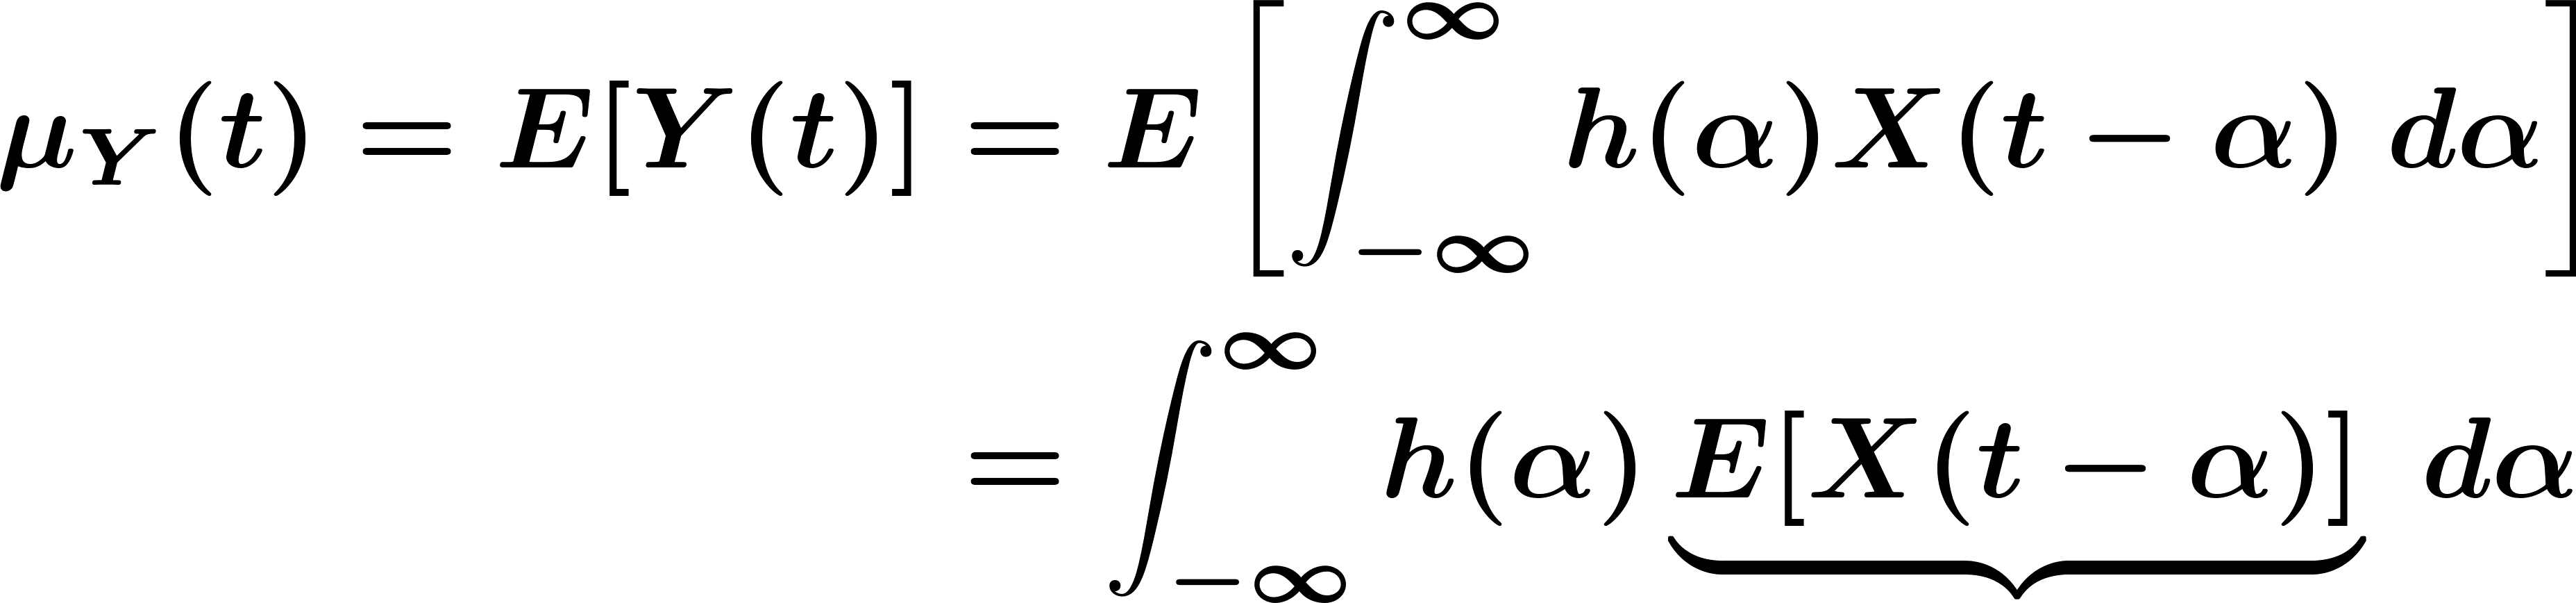 μ_Y(t) = E[Y(t)] = E[∫_{-∞}^{∞} h(α)X(t − α) dα]
= ∫_{-∞}^{∞} h(α) E[X(t − α)] dα